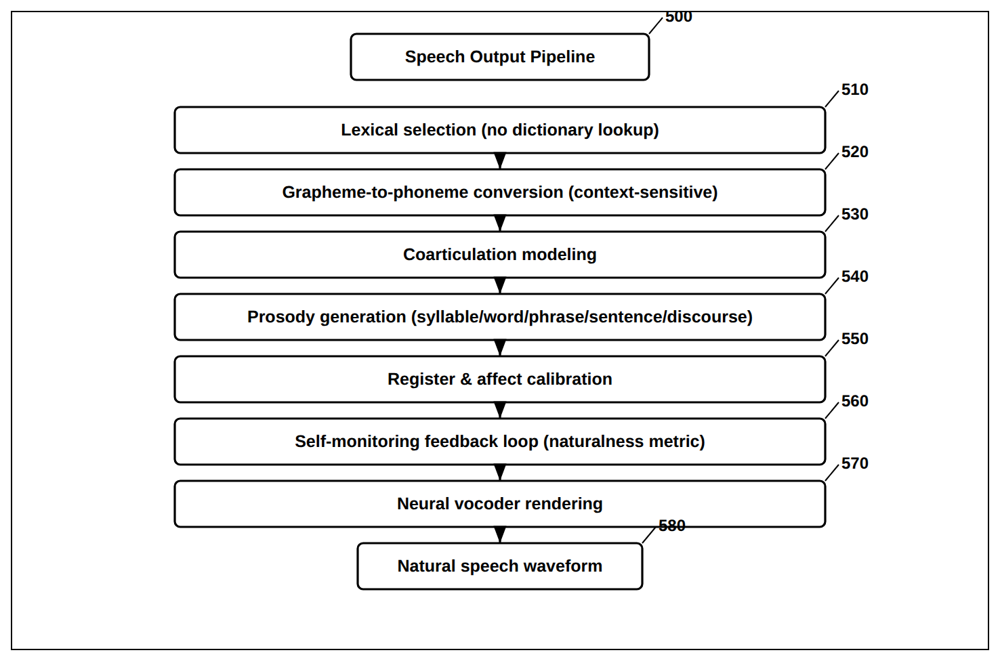 500
Speech Output Pipeline
510
Lexical selection (no dictionary lookup)
520
Grapheme-to-phoneme conversion (context-sensitive)
530
Coarticulation modeling
540
Prosody generation (syllable/word/phrase/sentence/discourse)
550
Register & affect calibration
560
Self-monitoring feedback loop (naturalness metric)
570
Neural vocoder rendering
580
Natural speech waveform